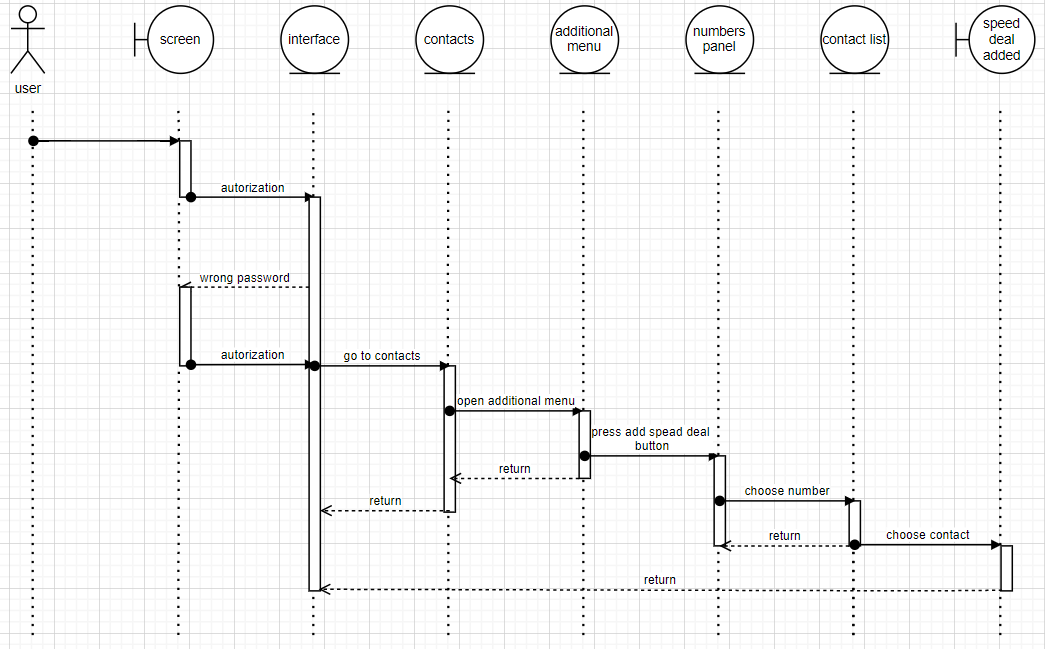 user
screen
interface
contacts
additional
menu
numbers
panel
contact list
speed
deal
added
autorization
wrong password
autorization
go to contacts
open additional menu
press add spead deal
button
return
choose number
return
choose contact
return
return